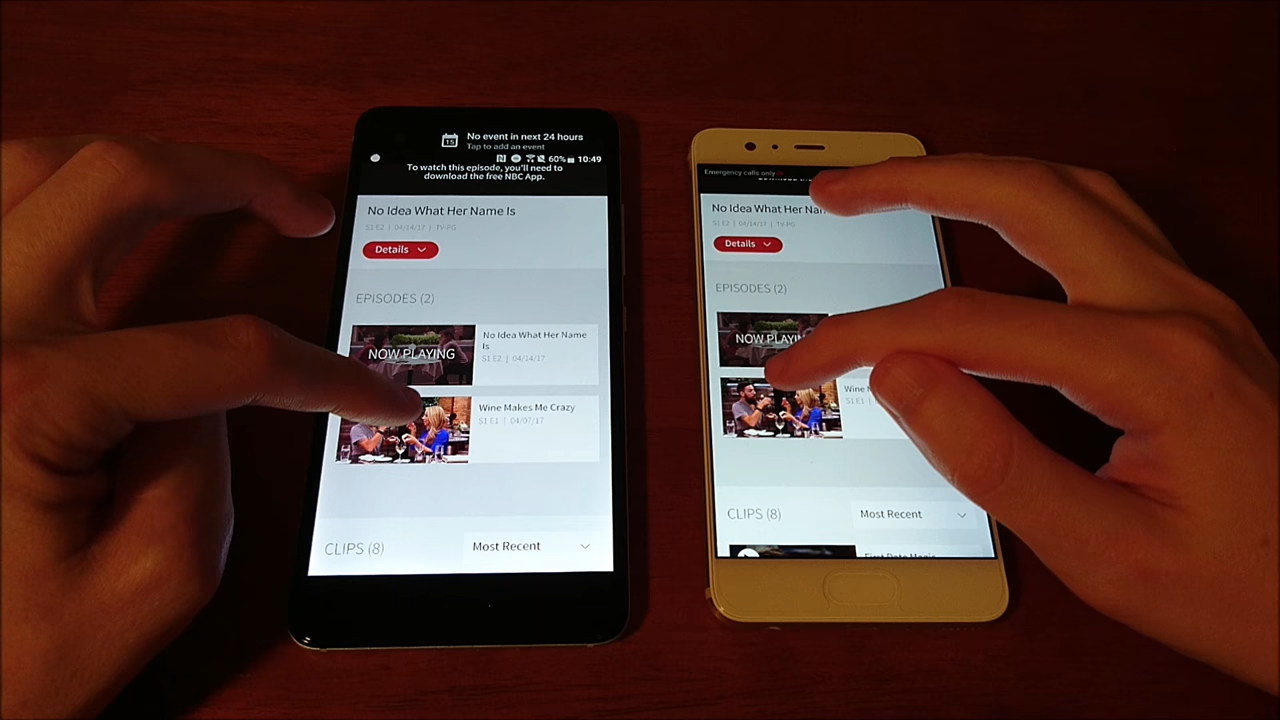 No event in next 24 hours
Tap to add an event
60% 10:49
To watch this episode, you'll need to
download the free NBC App.
No Idea What Her Name Is
S1 E2 | 04/14/17 | TV-PG
Details
EPISODES (2)
NOW PLAYING
No Idea What Her Name
Is
S1 E2 | 04/14/17
Wine Makes Me Crazy
S1 E1 | 04/07/17
CLIPS (8)
Most Recent
Emergency calls only
No Idea What Her
S1 E2 | 04/14/17 | TV-PG
Details
EPISODES (2)
NOW
Wine
S1 E1
CLIPS (8)
Most Recent
First Date Magic